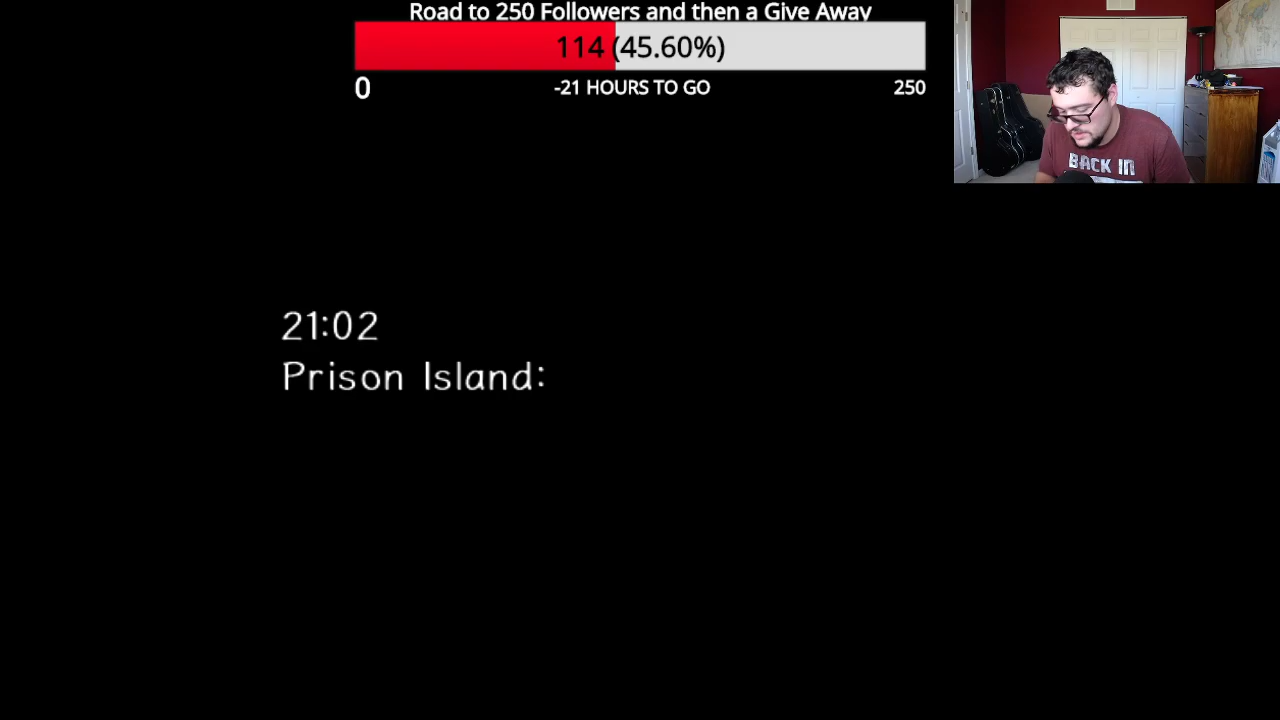 Road to 250 Followers and then a Give Away
114 (45.60%)
0
-21 HOURS TO GO
250
BACK IN
21:02
Prison Island: